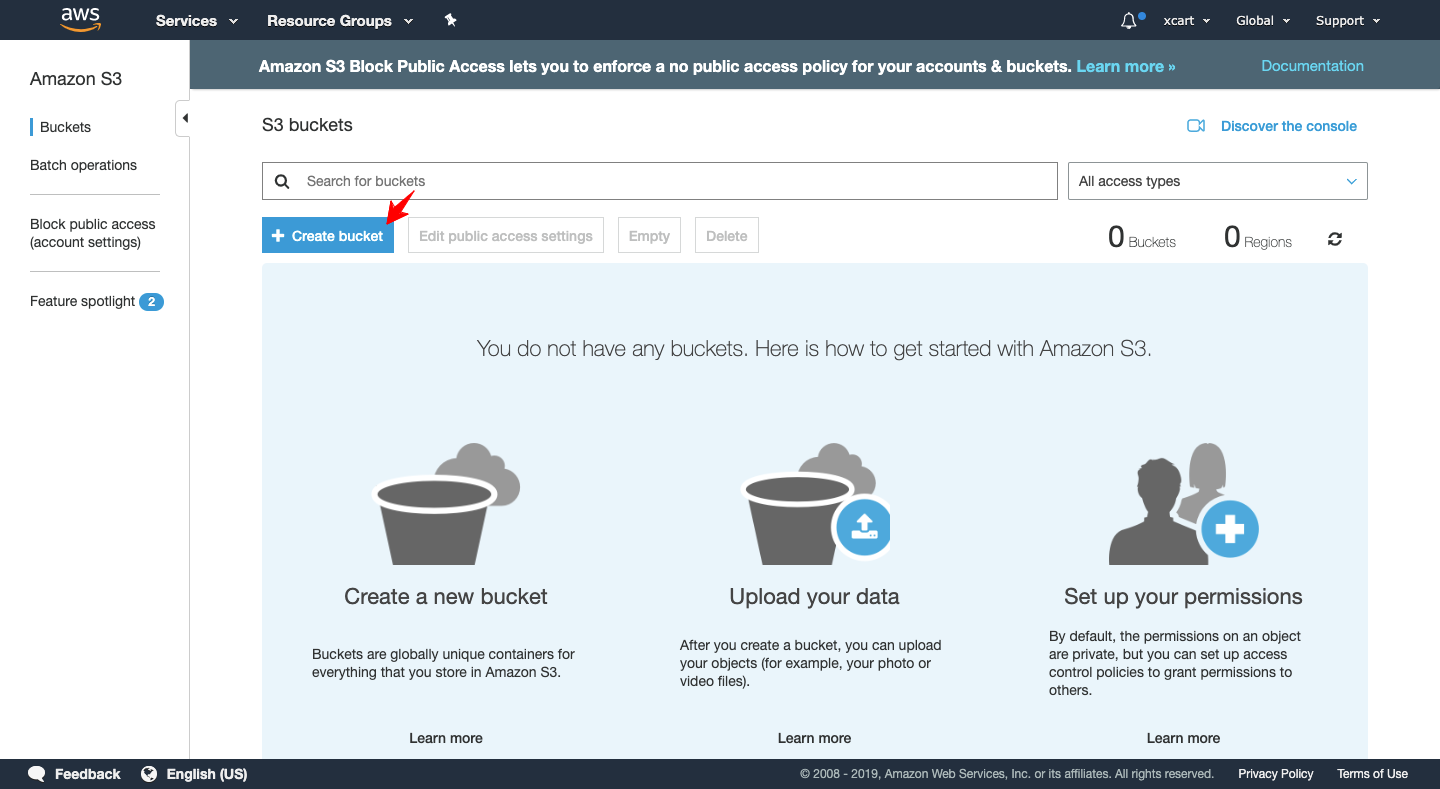 aws
Services
Resource Groups
xcart
Global
Support
Amazon S3
Buckets
Batch operations
Block public access
(account settings)
Feature spotlight 2
Amazon S3 Block Public Access lets you to enforce a no public access policy for your accounts & buckets. Learn more »
Documentation
S3 buckets
Discover the console
Search for buckets
All access types
Create bucket
Edit public access settings
Empty
Delete
0 Buckets
0 Regions
You do not have any buckets. Here is how to get started with Amazon S3.
Create a new bucket
Buckets are globally unique containers for
everything that you store in Amazon S3.
Learn more
Upload your data
After you create a bucket, you can upload
your objects (for example, your photo or
video files).
Learn more
Set up your permissions
By default, the permissions on an object
are private, but you can set up access
control policies to grant permissions to
others.
Learn more
Feedback
English (US)
© 2008 - 2019, Amazon Web Services, Inc. or its affiliates. All rights reserved.
Privacy Policy
Terms of Use